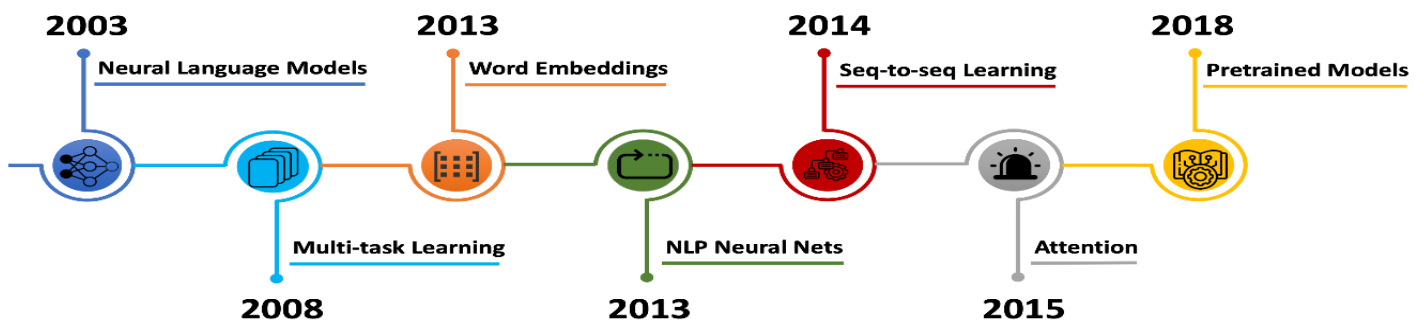 2003
Neural Language Models
2008
Multi-task Learning
2013
Word Embeddings
2013
NLP Neural Nets
2014
Seq-to-seq Learning
2015
Attention
2018
Pretrained Models